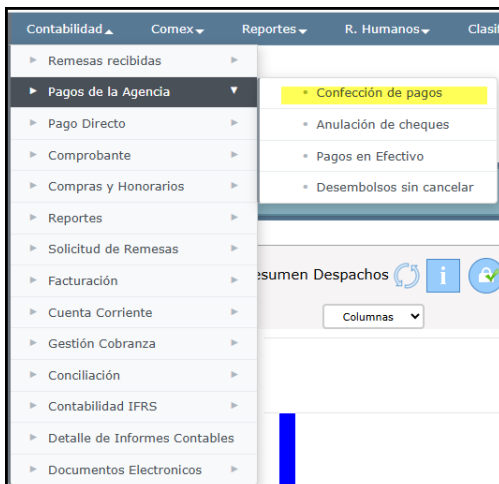 Contabilidad Comex Reportes R. Humanos
Remesas recibidas
Pagos de la Agencia
Confección de pagos
Pago Directo
Anulación de cheques
Comprobante
Pagos en Efectivo
Compras y Honorarios
Desembolsos sin cancelar
Reportes
Solicitud de Remesas
Facturación
Despachos
Cuenta Corriente
Columnas
Gestión Cobranza
Conciliación
Contabilidad IFRS
Detalle de Informes Contables
Documentos Electronicos